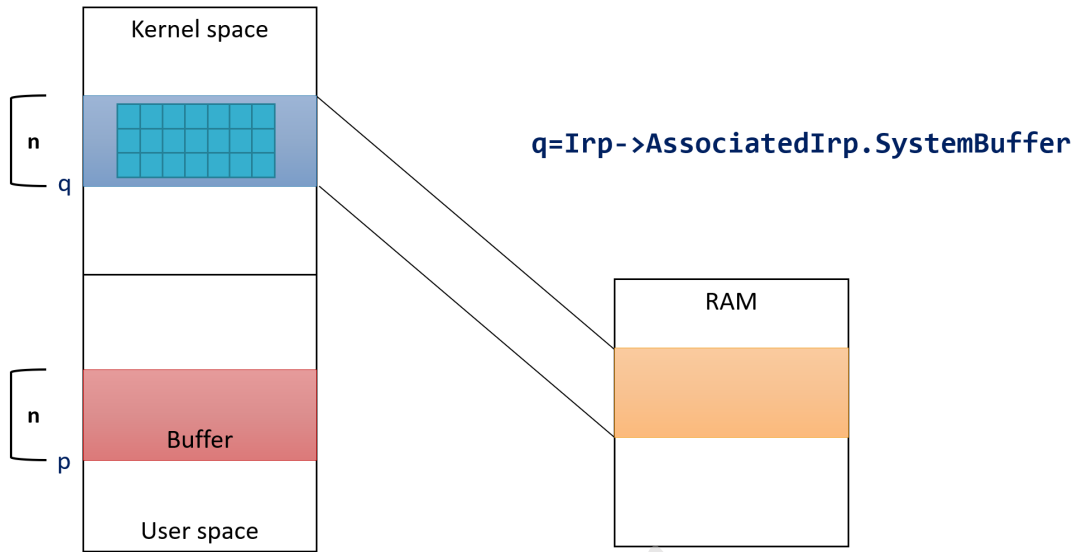 Kernel space
n
q
q=Irp->AssociatedIrp.SystemBuffer
RAM
n
Buffer
p
User space